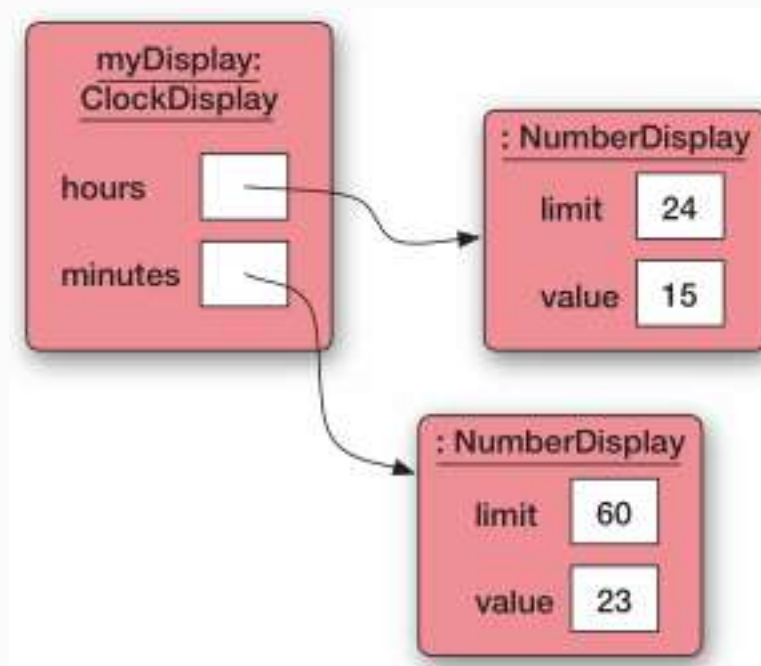 myDisplay:
ClockDisplay
hours
minutes
: NumberDisplay
limit 24
value 15
: NumberDisplay
limit 60
value 23